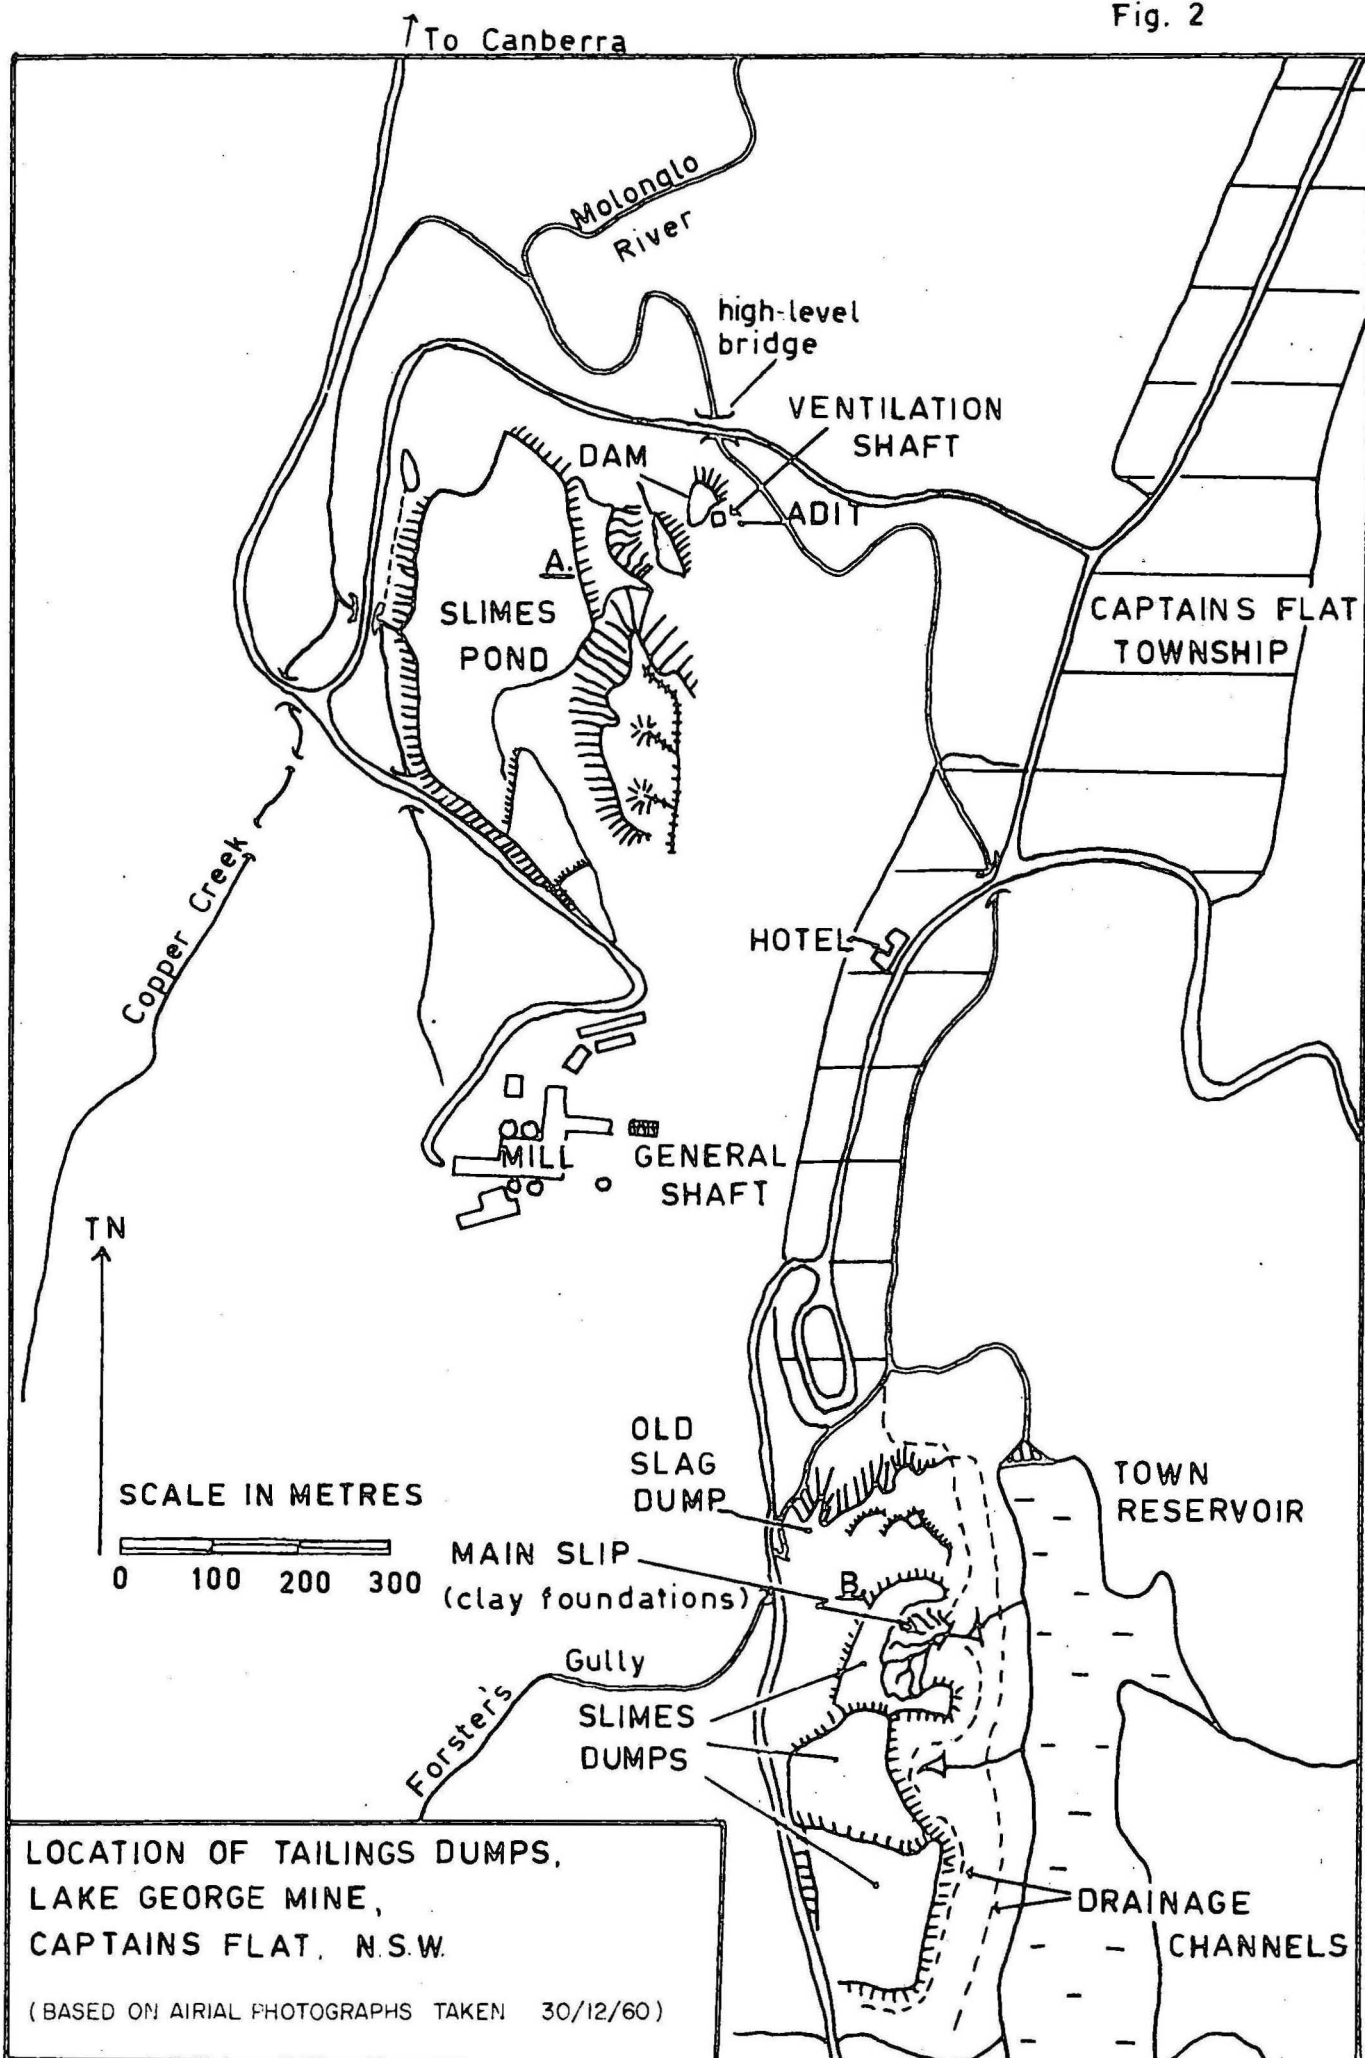 Fig. 2
To Canberra
Molonglo
River
high-level
bridge
VENTILATION
SHAFT
DAM
ADIT
A.
SLIMES
POND
CAPTAINS FLAT
TOWNSHIP
Copper Creek
HOTEL
MILL
GENERAL
SHAFT
TN
OLD
SLAG
DUMP
TOWN
RESERVOIR
SCALE IN METRES
0 100 200 300
MAIN SLIP
(clay foundations)
B.
Forster's Gully
SLIMES
DUMPS
DRAINAGE
CHANNELS
LOCATION OF TAILINGS DUMPS,
LAKE GEORGE MINE,
CAPTAINS FLAT, N.S.W.
(BASED ON AIRIAL PHOTOGRAPHS TAKEN 30/12/60)